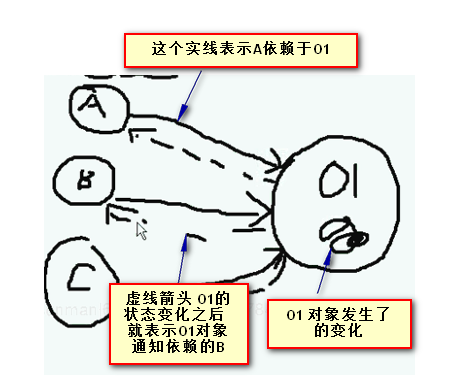 这个实线表示A依赖于01
A
B
C
01
虚线箭头 01的
状态变化之后
就表示01对象
通知依赖的B
01 对象发生了
的变化